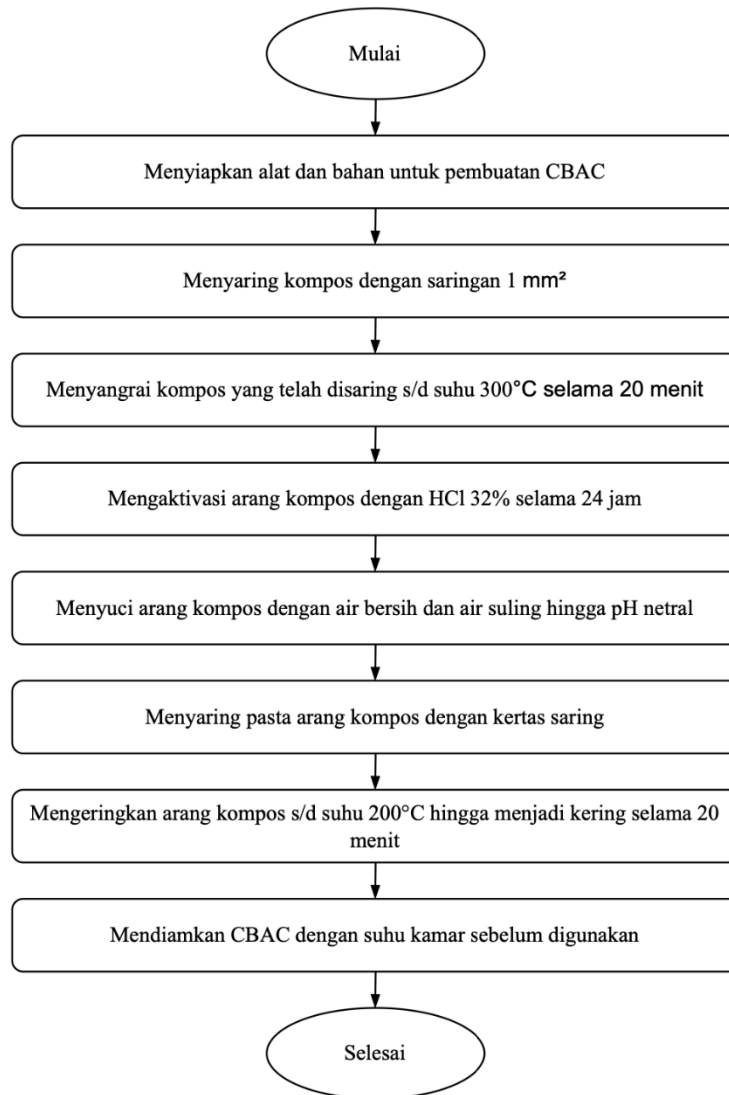 Mulai
Menyiapkan alat dan bahan untuk pembuatan CBAC
Menyaring kompos dengan saringan 1 mm²
Menyangrai kompos yang telah disaring s/d suhu 300°C selama 20 menit
Mengaktivasi arang kompos dengan HCl 32% selama 24 jam
Menyuci arang kompos dengan air bersih dan air suling hingga pH netral
Menyaring pasta arang kompos dengan kertas saring
Mengeringkan arang kompos s/d suhu 200°C hingga menjadi kering selama 20
menit
Mendiamkan CBAC dengan suhu kamar sebelum digunakan
Selesai